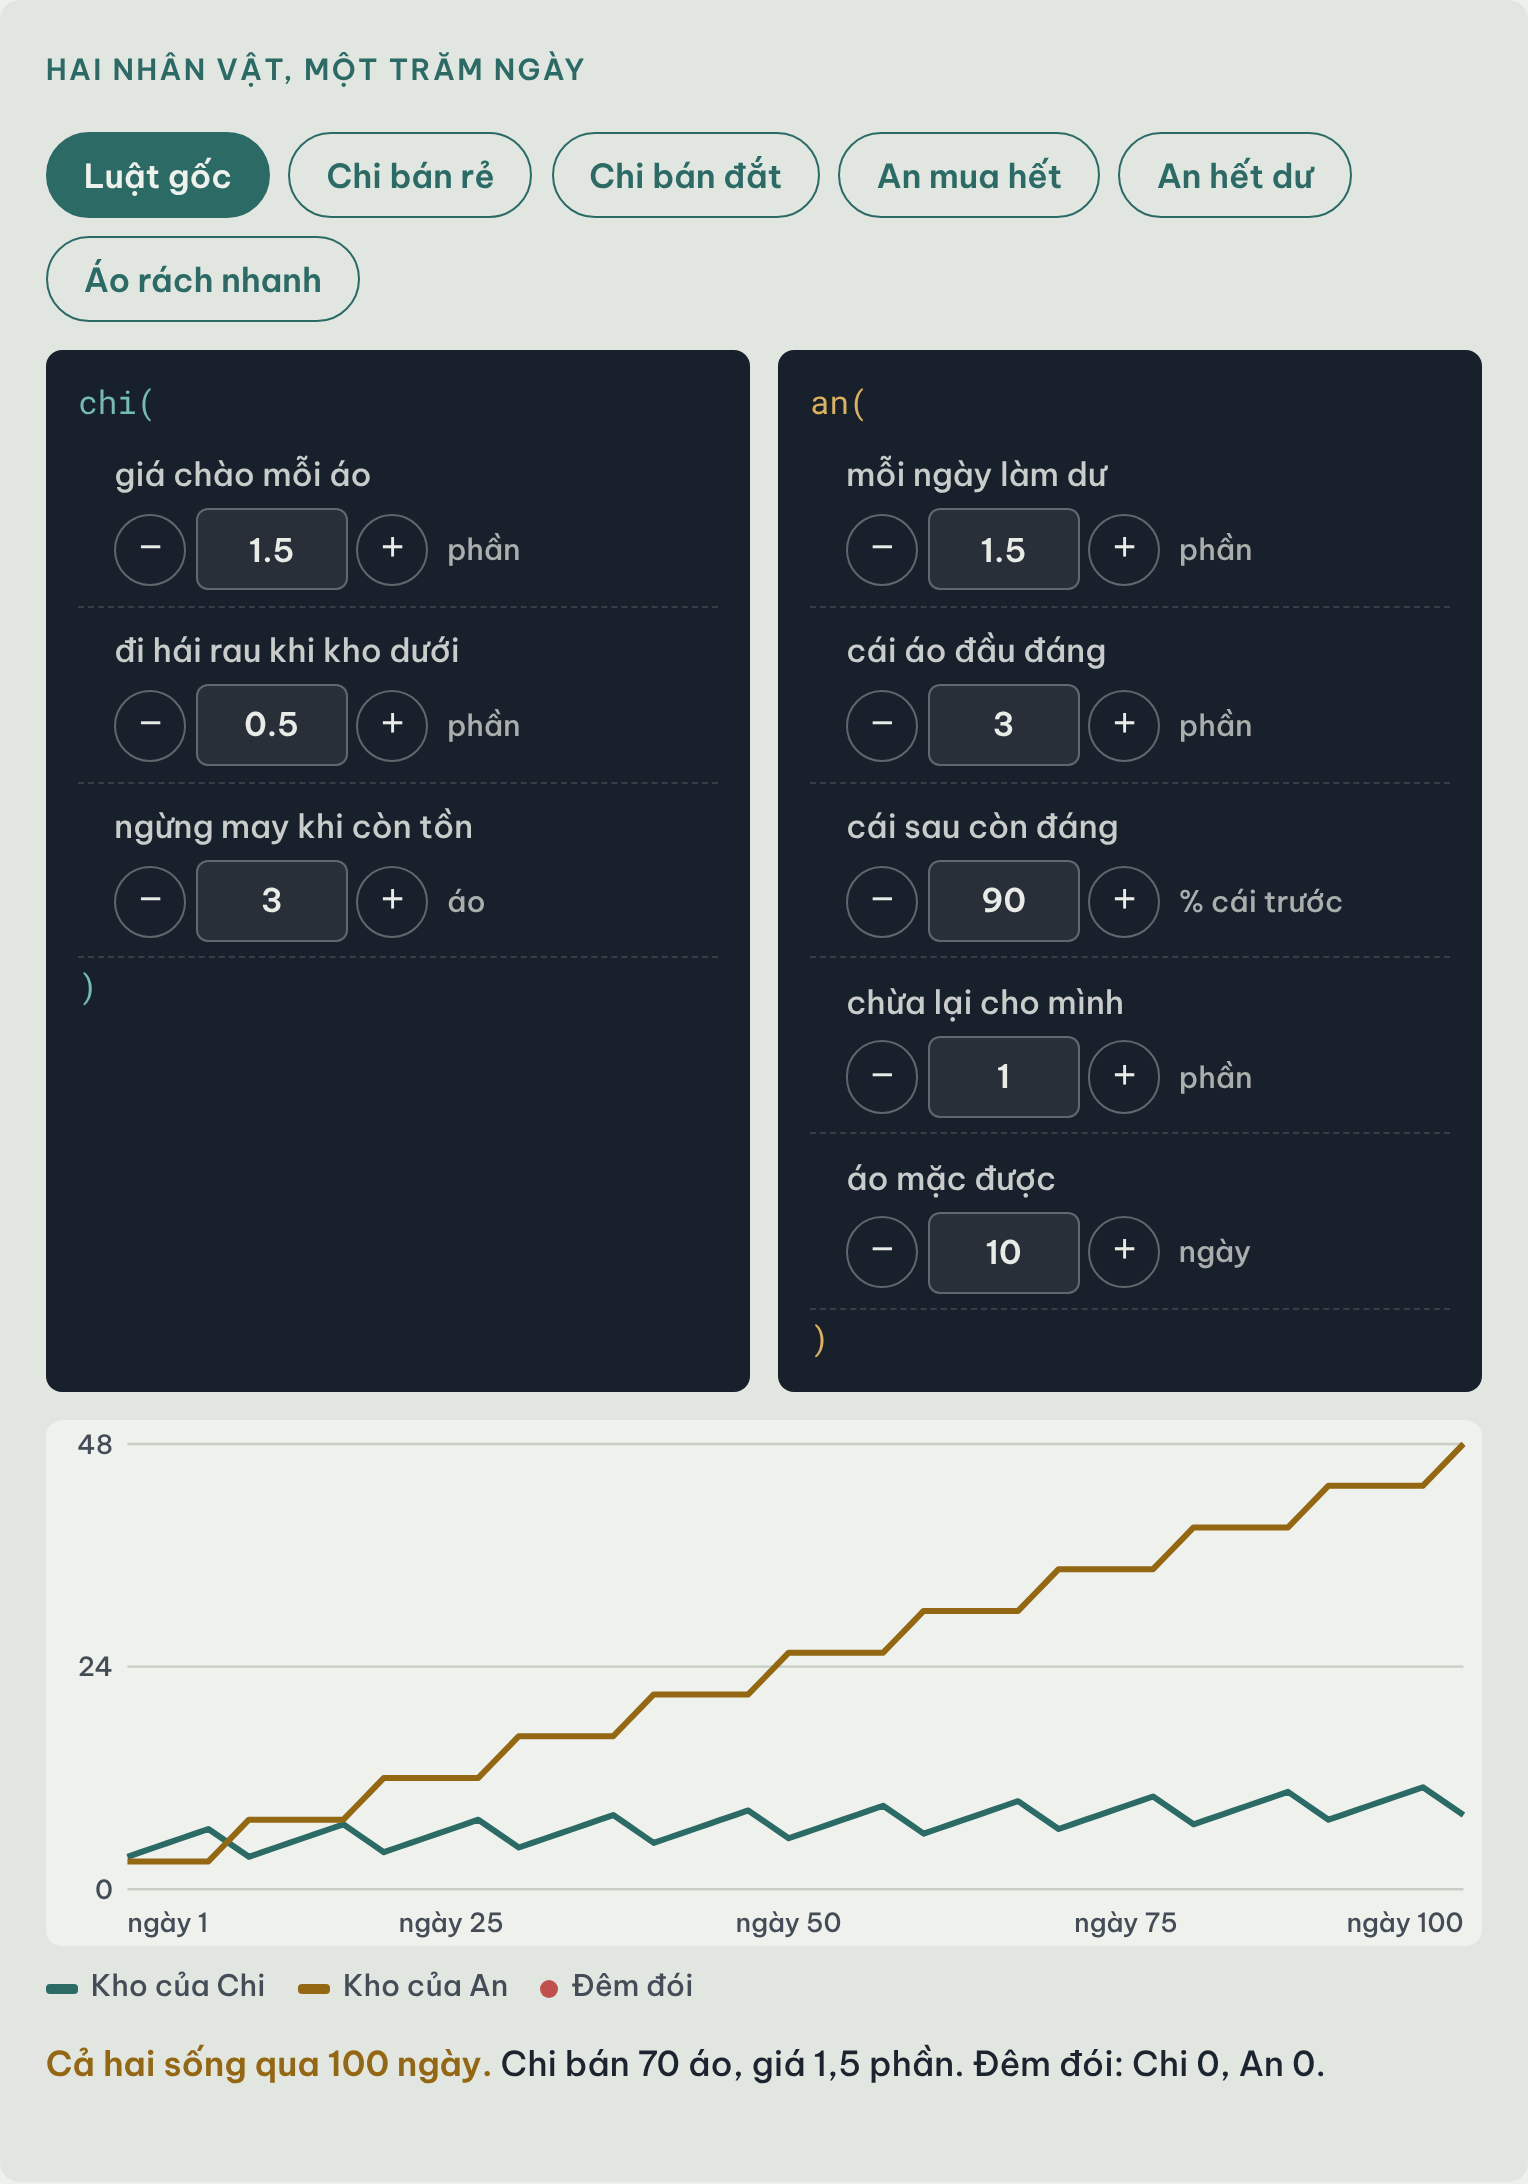 HAI NHÂN VẬT, MỘT TRĂM NGÀY
Luật gốc
Chi bán rẻ
Chi bán đắt
An mua hết
An hết dư
Áo rách nhanh
chi(
giá chào mỗi áo
− 1.5 + phần
đi hái rau khi kho dưới
− 0.5 + phần
ngừng may khi còn tồn
− 3 + áo
)
an(
mỗi ngày làm dư
− 1.5 + phần
cái áo đầu đáng
− 3 + phần
cái sau còn đáng
− 90 + % cái trước
chừa lại cho mình
− 1 + phần
áo mặc được
− 10 + ngày
)
48
24
0
ngày 1 ngày 25 ngày 50 ngày 75 ngày 100
Kho của Chi Kho của An Đêm đói
Cả hai sống qua 100 ngày. Chi bán 70 áo, giá 1,5 phần. Đêm đói: Chi 0, An 0.